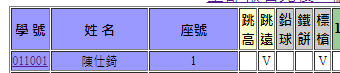 學 號 姓 名 座號 跳高 跳遠 鉛球 鐵餅 標槍 1
011001 陳仕錡 1 V V